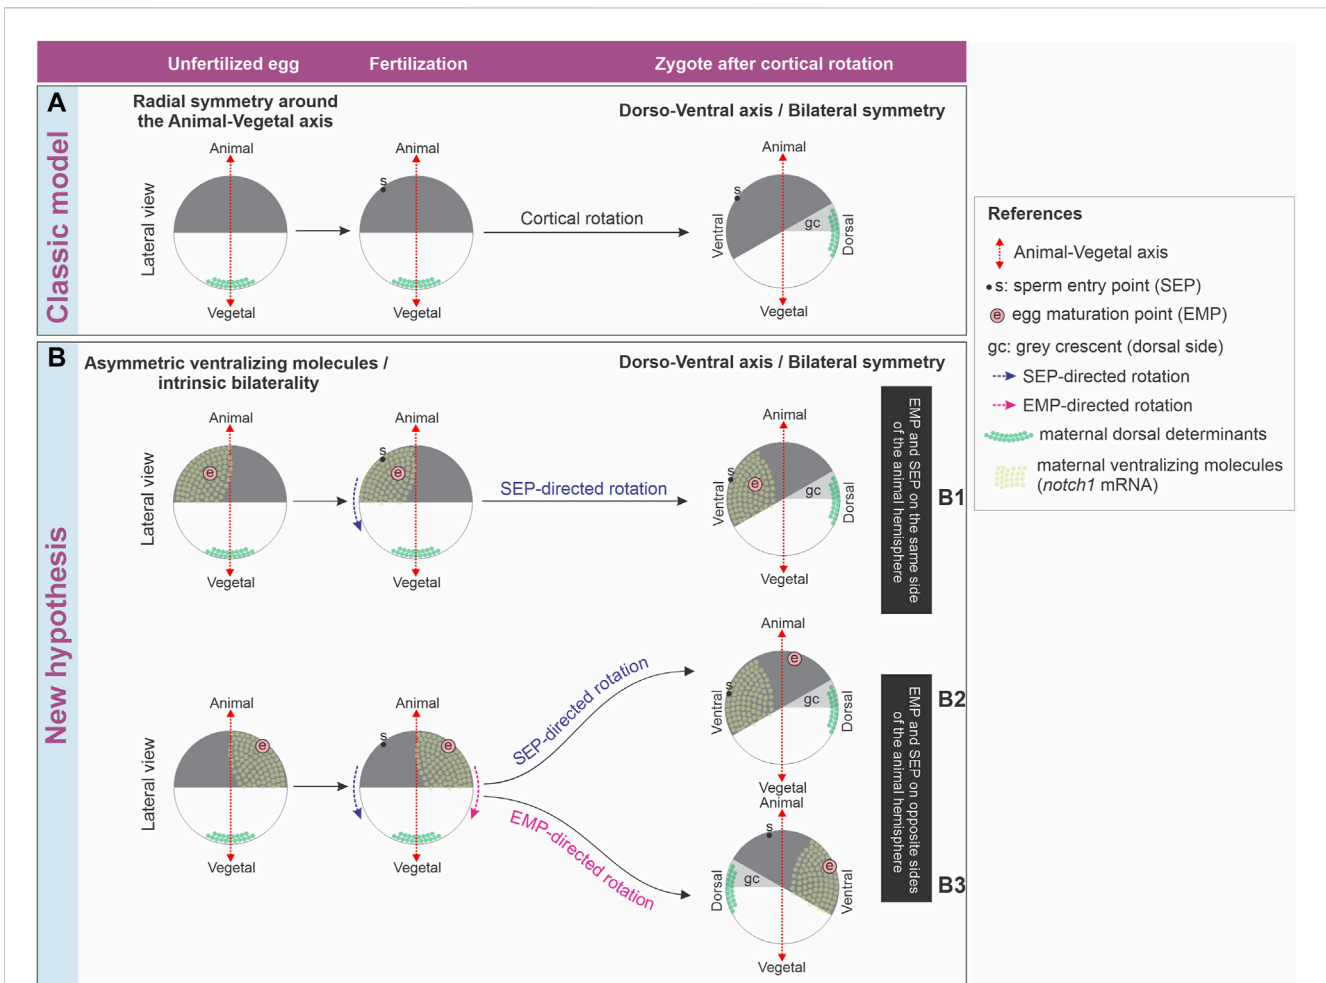 Unfertilized egg
Fertilization
Zygote after cortical rotation
A
Classic model
Radial symmetry around
the Animal-Vegetal axis
Dorso-Ventral axis / Bilateral symmetry
Lateral view
Animal
Vegetal
Animal
s
Vegetal
Cortical rotation
Animal
s
Ventral
gc
Dorsal
Vegetal
B
New hypothesis
Asymmetric ventralizing molecules /
intrinsic bilaterality
Dorso-Ventral axis / Bilateral symmetry
Lateral view
Animal
e
Vegetal
Animal
s
e
Vegetal
SEP-directed rotation
Animal
s
e
Ventral
gc
Dorsal
Vegetal
EMP and SEP on the same side
of the animal hemisphere
B1
Lateral view
Animal
e
Vegetal
Animal
s
e
Vegetal
SEP-directed rotation
EMP-directed rotation
Animal
e
s
Ventral
gc
Dorsal
Vegetal
B2
Animal
s
e
Dorsal
gc
Ventral
Vegetal
EMP and SEP on opposite sides
of the animal hemisphere
B3
References
Animal-Vegetal axis
s: sperm entry point (SEP)
e egg maturation point (EMP)
gc: grey crescent (dorsal side)
SEP-directed rotation
EMP-directed rotation
maternal dorsal determinants
maternal ventralizing molecules
(notch1 mRNA)